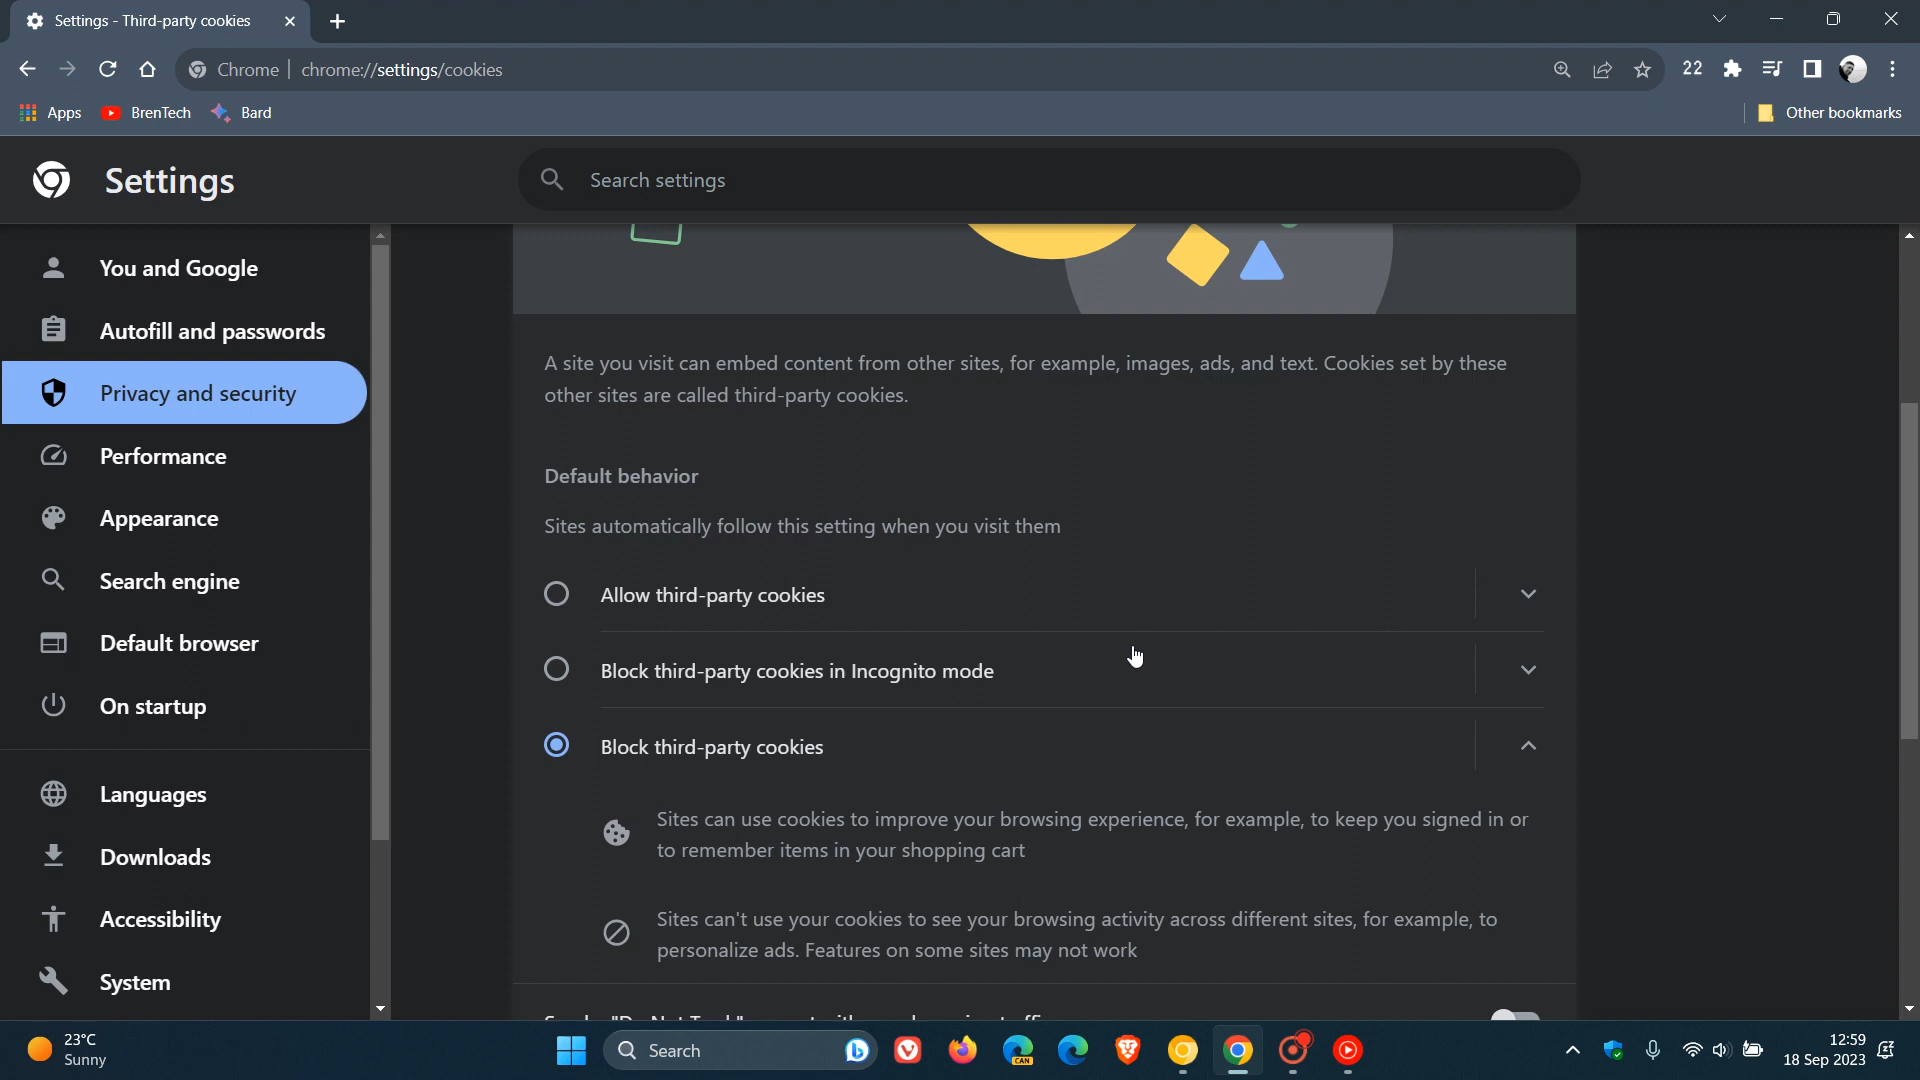 Settings - Third-party cookies
Chrome | chrome://settings/cookies
22
Apps
BrenTech
Bard
Other bookmarks
Settings
Search settings
You and Google
Autofill and passwords
Privacy and security
Performance
Appearance
Search engine
Default browser
On startup
Languages
Downloads
Accessibility
System
A site you visit can embed content from other sites, for example, images, ads, and text. Cookies set by these
other sites are called third-party cookies.
Default behavior
Sites automatically follow this setting when you visit them
Allow third-party cookies
Block third-party cookies in Incognito mode
Block third-party cookies
Sites can use cookies to improve your browsing experience, for example, to keep you signed in or
to remember items in your shopping cart
Sites can't use your cookies to see your browsing activity across different sites, for example, to
personalize ads. Features on some sites may not work
23°C
Sunny
Search
CAN
12:59
18 Sep 2023